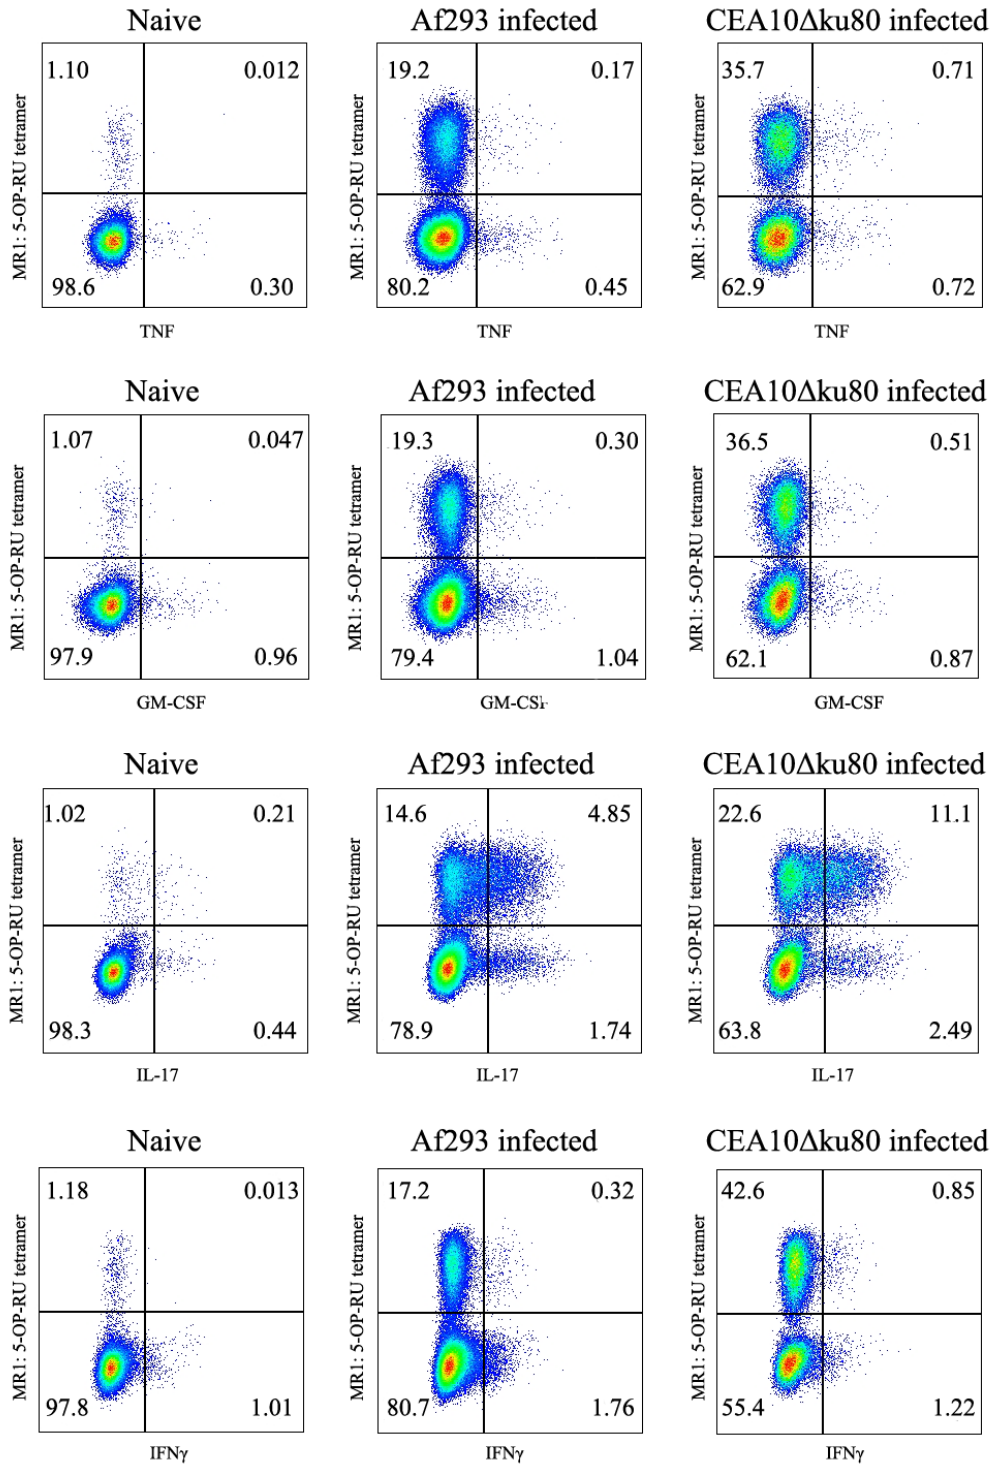 Naive Af293 infected CEA10Δku80 infected
1.10 0.012 19.2 0.17 35.7 0.71
MR1: 5-OP-RU tetramer MR1: 5-OP-RU tetramer MR1: 5-OP-RU tetramer
98.6 0.30 80.2 0.45 62.9 0.72
TNF TNF TNF
Naive Af293 infected CEA10Δku80 infected
1.07 0.047 19.3 0.30 36.5 0.51
MR1: 5-OP-RU tetramer MR1: 5-OP-RU tetramer MR1: 5-OP-RU tetramer
97.9 0.96 79.4 1.04 62.1 0.87
GM-CSF GM-CSF GM-CSF
Naive Af293 infected CEA10Δku80 infected
1.02 0.21 14.6 4.85 22.6 11.1
MR1: 5-OP-RU tetramer MR1: 5-OP-RU tetramer MR1: 5-OP-RU tetramer
98.3 0.44 78.9 1.74 63.8 2.49
IL-17 IL-17 IL-17
Naive Af293 infected CEA10Δku80 infected
1.18 0.013 17.2 0.32 42.6 0.85
MR1: 5-OP-RU tetramer MR1: 5-OP-RU tetramer MR1: 5-OP-RU tetramer
97.8 1.01 80.7 1.76 55.4 1.22
IFNγ IFNγ IFNγ